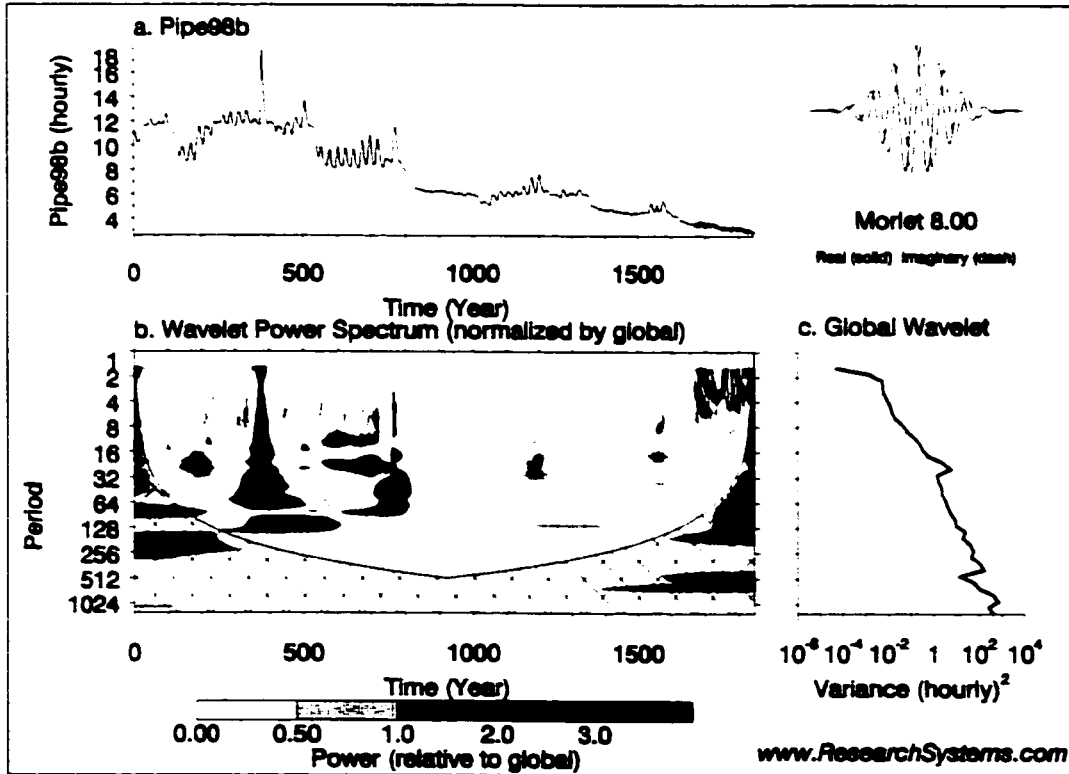 a. Pipe98b
Pipe98b (hourly)
18
16
14
12
10
8
6
4
0 500 1000 1500
Time (Year)
Morlet 8.00
Real (solid) Imaginary (dash)
b. Wavelet Power Spectrum (normalized by global)
Period
1
2
4
8
16
32
64
128
256
512
1024
0 500 1000 1500
Time (Year)
0.00 0.50 1.0 2.0 3.0
Power (relative to global)
c. Global Wavelet
10⁻⁶ 10⁻⁴ 10⁻² 1 10² 10⁴
Variance (hourly)²
www.ResearchSystems.com